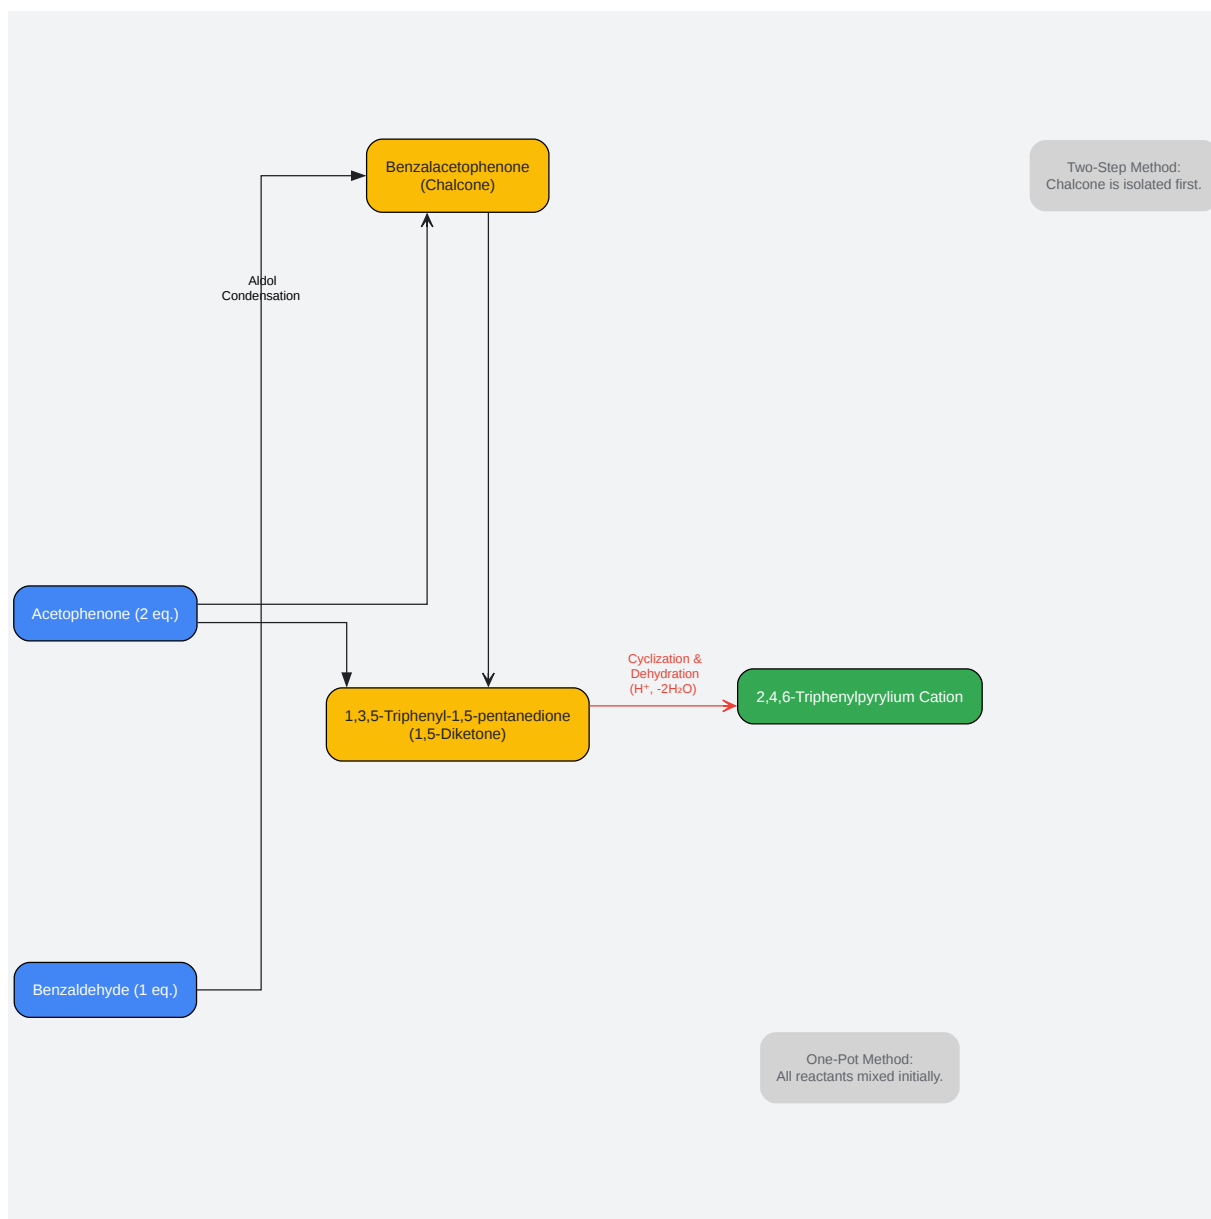 Benzalacetophenone
(Chalcone)
Two-Step Method:
Chalcone is isolated first.
Aldol
Condensation
Acetophenone (2 eq.)
1,3,5-Triphenyl-1,5-pentanedione
(1,5-Diketone)
Cyclization &
Dehydration
(H⁺, -2H₂O)
2,4,6-Triphenylpyrylium Cation
Benzaldehyde (1 eq.)
One-Pot Method:
All reactants mixed initially.